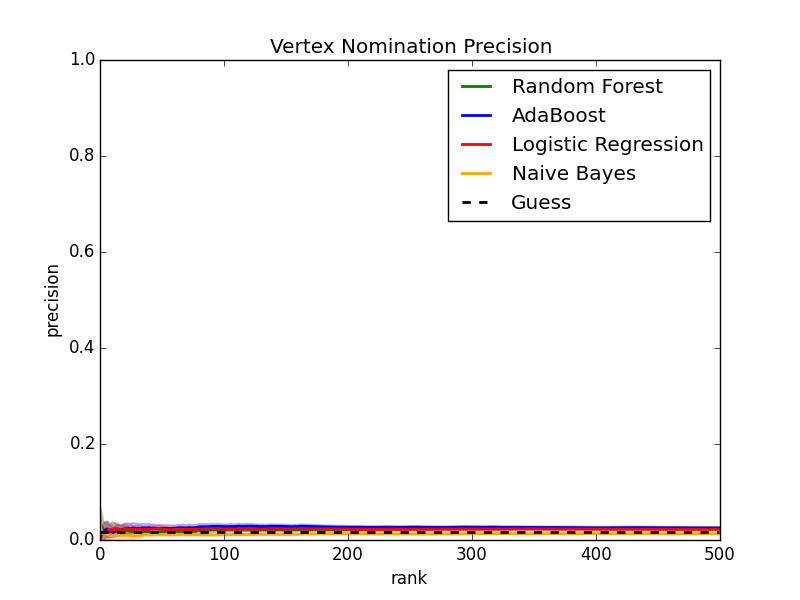 Vertex Nomination Precision
1.0
0.8
0.6
0.4
0.2
0.0
precision
Random Forest
AdaBoost
Logistic Regression
Naive Bayes
Guess
0 100 200 300 400 500
rank